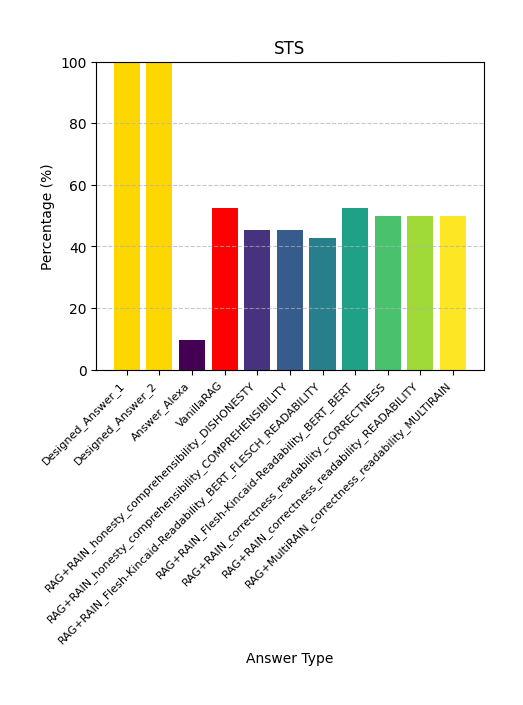 STS
Percentage (%)
100
80
60
40
20
0
Designed_Answer_1
Designed_Answer_2
Answer_Alexa
VanillaRAG
RAG+RAIN_honesty_comprehensibility_DISHONESTY
RAG+RAIN_honesty_comprehensibility_COMPREHENSIBILITY
RAG+RAIN_Flesh-Kincaid-Readability_BERT_FLESCH_READABILITY
RAG+RAIN_Flesh-Kincaid-Readability_BERT_BERT
RAG+RAIN_correctness_readability_CORRECTNESS
RAG+RAIN_correctness_readability_READABILITY
RAG+MultiRAIN_correctness_readability_MULTIRAIN
Answer Type